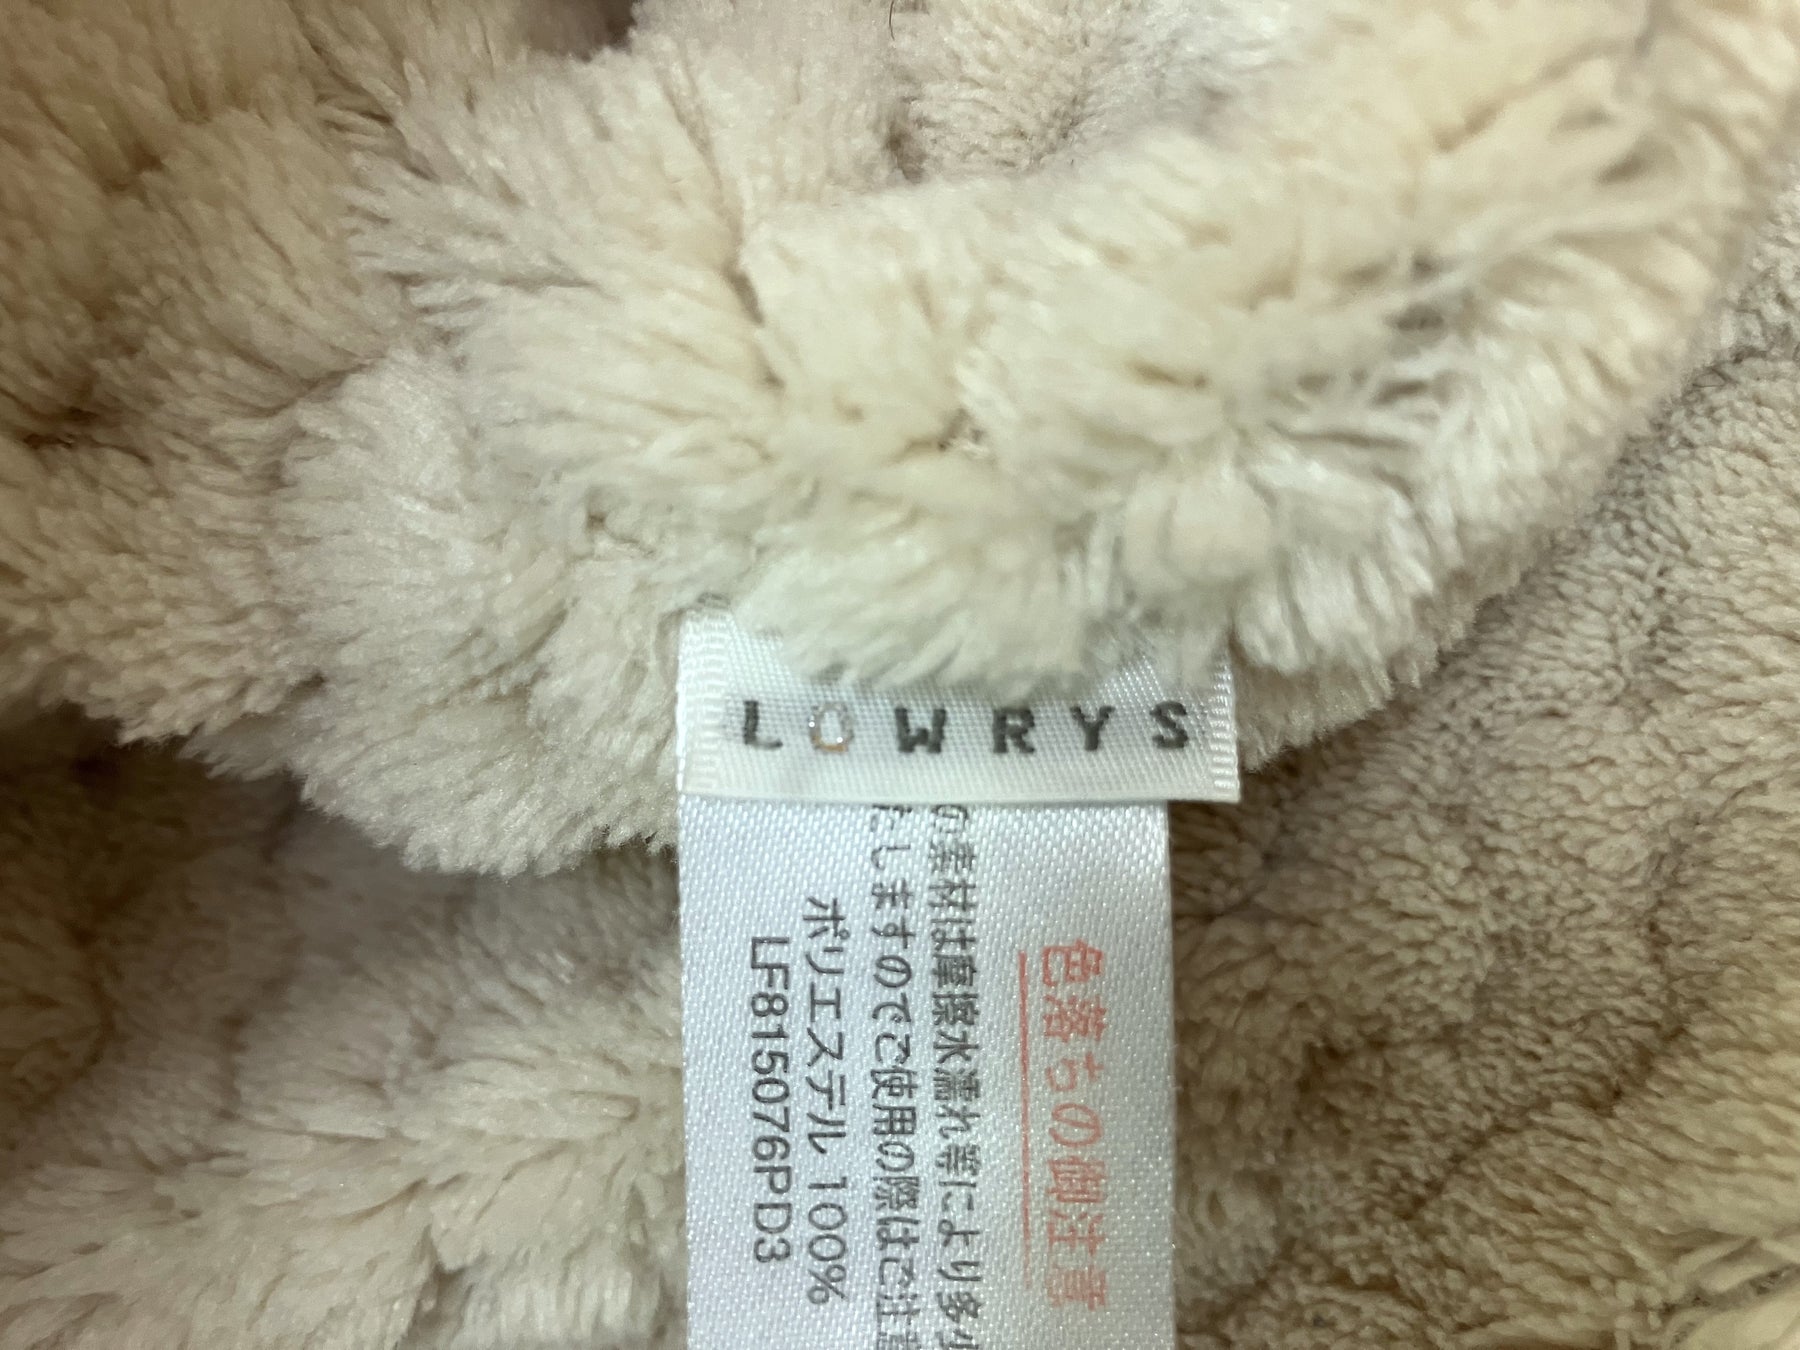 LOWRYS
色落ちの御注意
の素材は摩擦水濡れ等により多少
たしますのでご使用の際はご注意
ポリエステル 100%
LF815076PD3